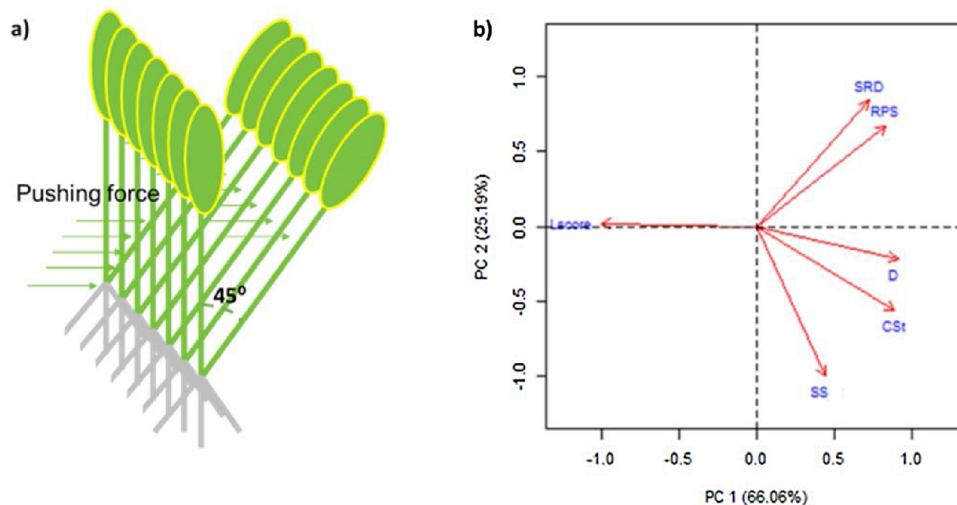 a)
Pushing force
45⁰
b)
PC 2 (25.19%)
1.0
0.5
0.0
-0.5
-1.0
SRD
RPS
Lscore
D
CSt
SS
-1.0
-0.5
0.0
0.5
1.0
PC 1 (66.06%)